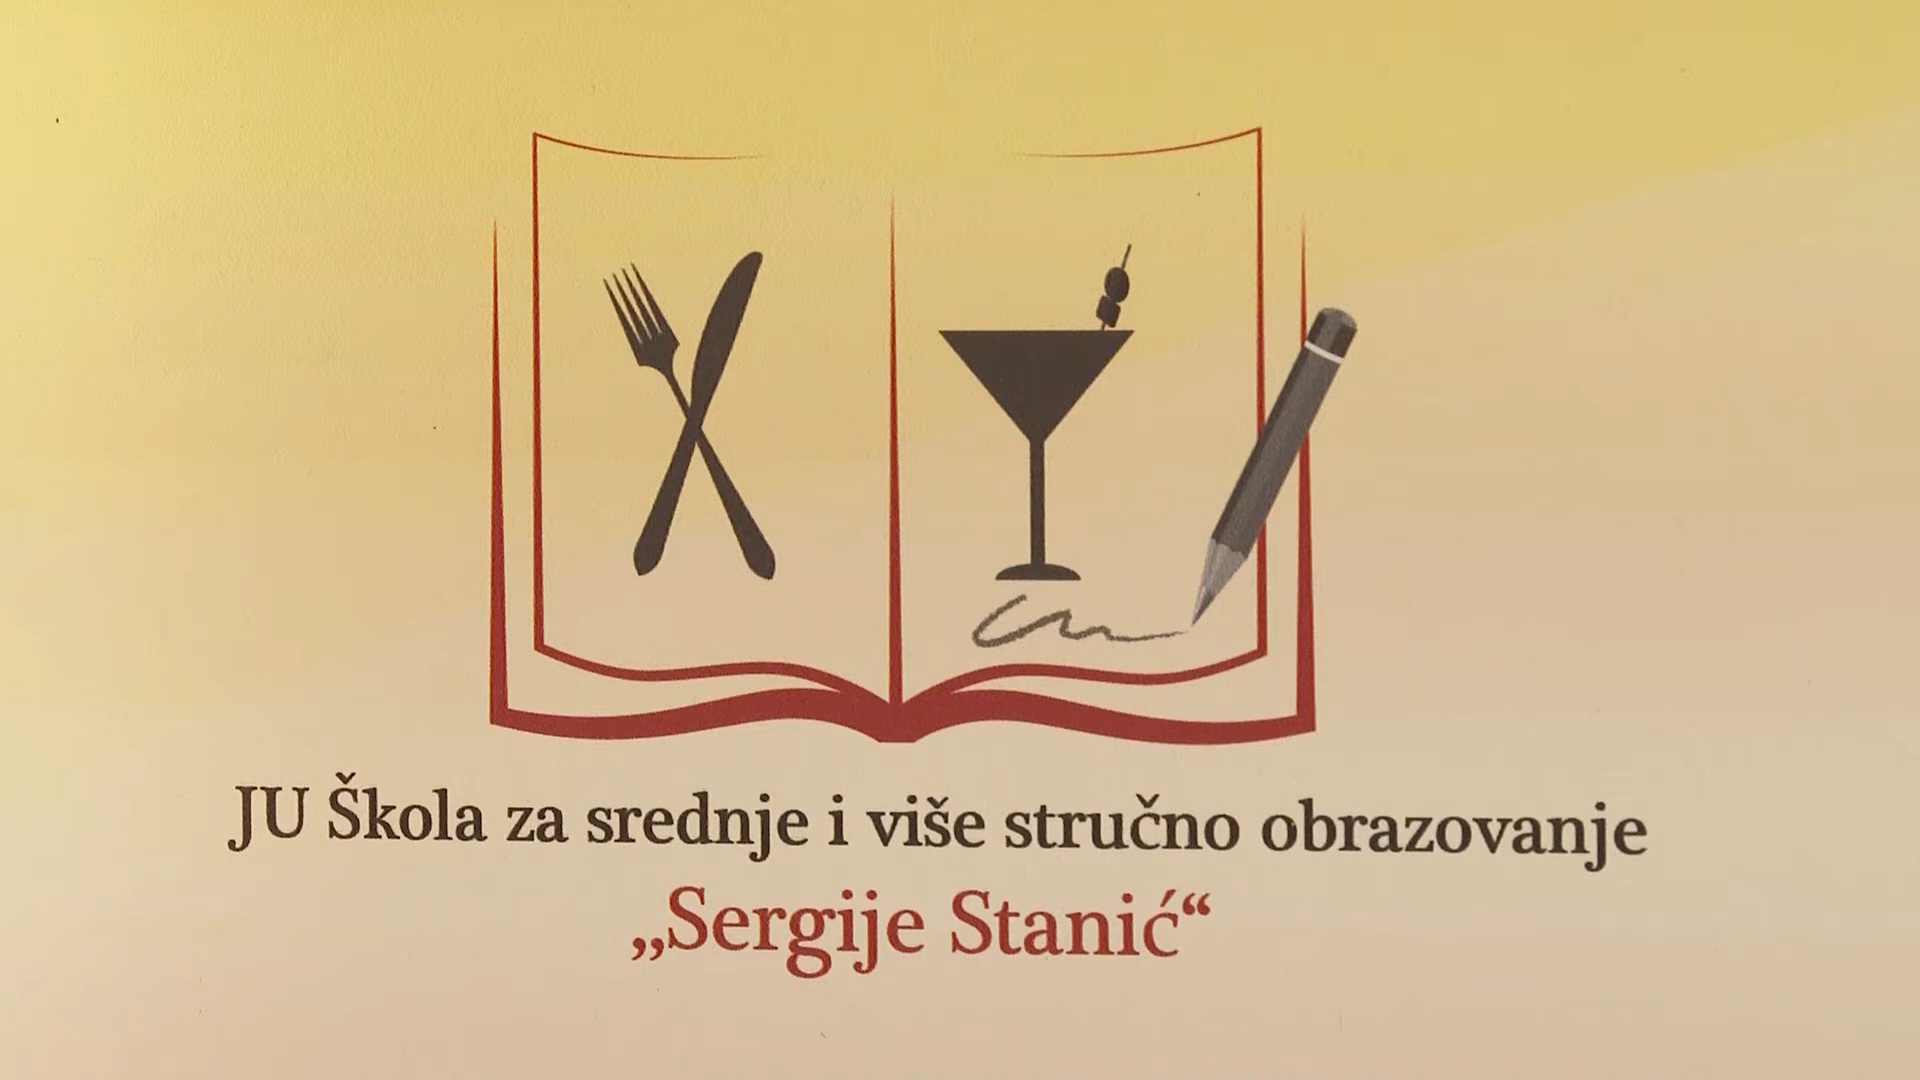 JU Škola za srednje i više stručno obrazovanje
„Sergije Stanić“